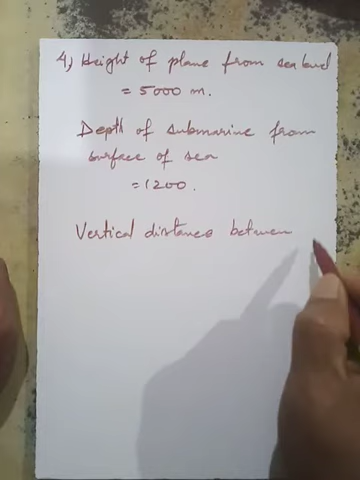 4) Height of plane from sea level
= 5000 m.
Depth of submarine from
surface of sea
= 1200.
Vertical distance between